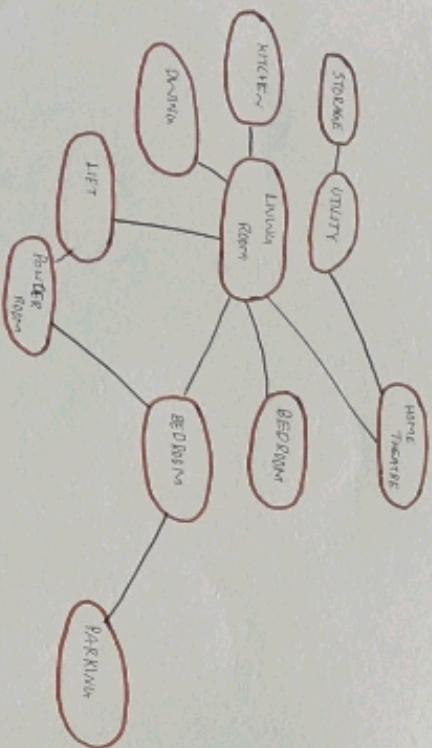 HOME
THEATRE
STORAGE
UTILITY
BEDROOM
KITCHEN
LIVING
ROOM
BEDROOM
DINING
LIFT
PARKING
POWDER
ROOM